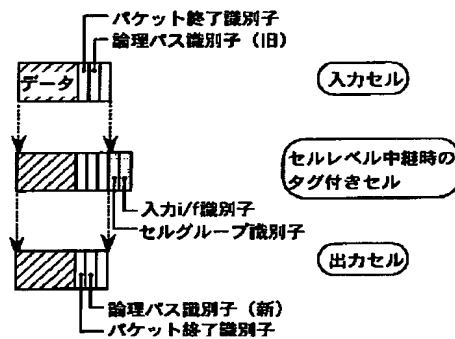 パケット終了識別子
論理パス識別子（旧）
データ
入力セル
セルレベル中継時の
タグ付きセル
入力i/f識別子
セルグループ識別子
出力セル
論理パス識別子（新）
パケット終了識別子